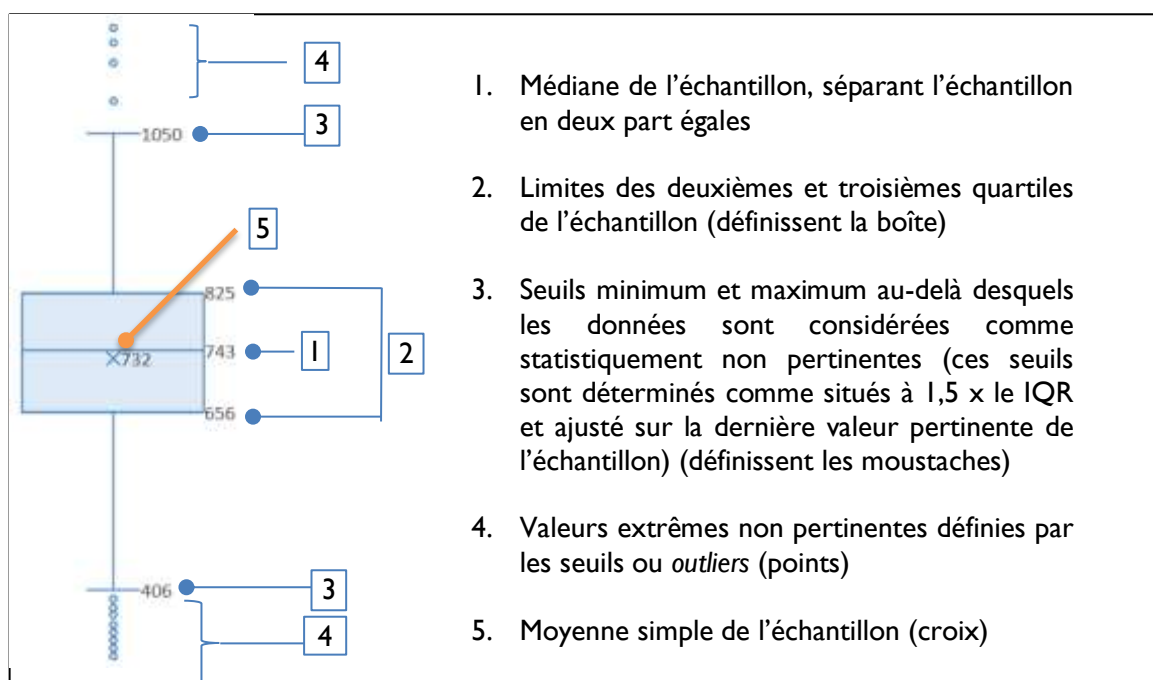 4
1050
3
5
825
743
1
2
732
656
406
3
4
1. Médiane de l’échantillon, séparant l’échantillon
en deux part égales
2. Limites des deuxièmes et troisièmes quartiles
de l’échantillon (définissent la boîte)
3. Seuils minimum et maximum au-delà desquels
les données sont considérées comme
statistiquement non pertinentes (ces seuils
sont déterminés comme situés à 1,5 x le IQR
et ajusté sur la dernière valeur pertinente de
l’échantillon) (définissent les moustaches)
4. Valeurs extrêmes non pertinentes définies par
les seuils ou outliers (points)
5. Moyenne simple de l’échantillon (croix)